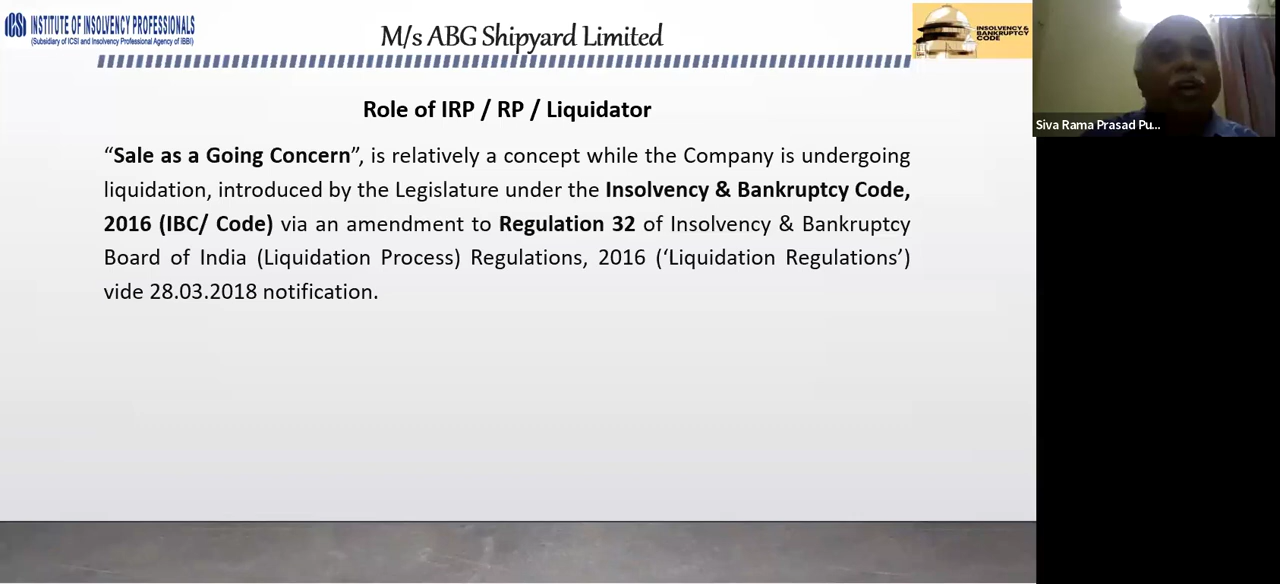 ICSI INSTITUTE OF INSOLVENCY PROFESSIONALS
(Subsidiary of ICSI and Insolvency Professional Agency of IBBI)
M/s ABG Shipyard Limited
INSOLVENCY &
BANKRUPTCY
CODE
Siva Rama Prasad Pu...
Role of IRP / RP / Liquidator
“Sale as a Going Concern”, is relatively a concept while the Company is undergoing
liquidation, introduced by the Legislature under the Insolvency & Bankruptcy Code,
2016 (IBC/ Code) via an amendment to Regulation 32 of Insolvency & Bankruptcy
Board of India (Liquidation Process) Regulations, 2016 (‘Liquidation Regulations’)
vide 28.03.2018 notification.